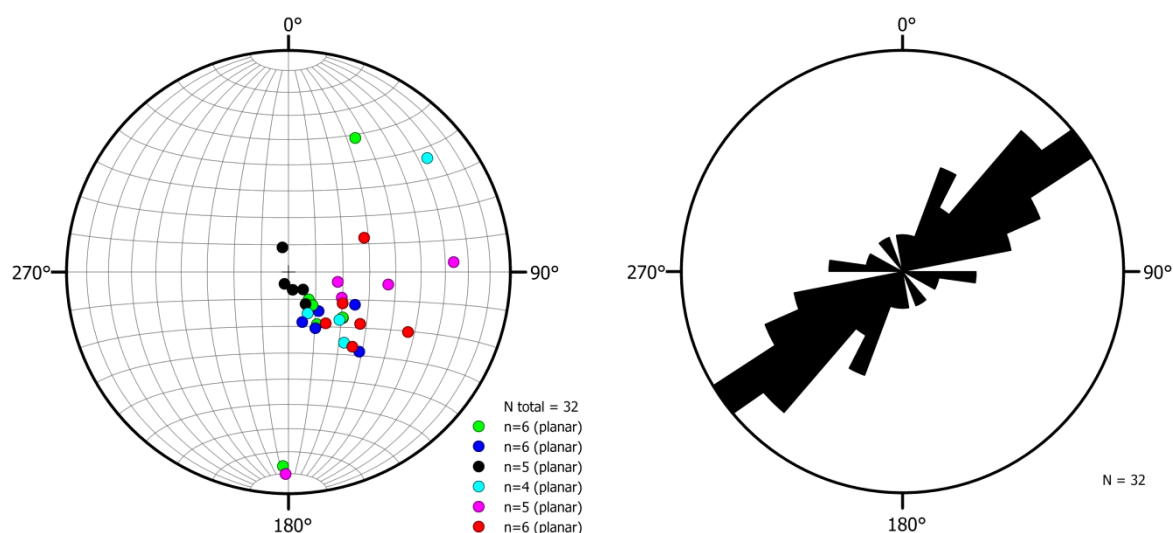 0°
270°
90°
180°
N total = 32
n=6 (planar)
n=6 (planar)
n=5 (planar)
n=4 (planar)
n=5 (planar)
n=6 (planar)
0°
270°
90°
180°
N = 32